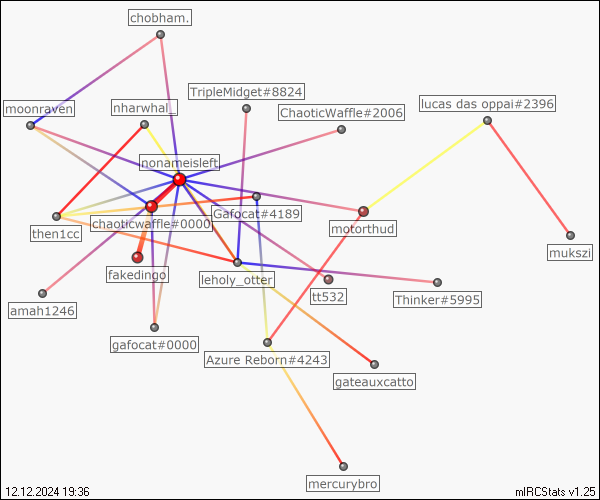 chobham.
TripleMidget#8824
moonraven
nharwhal_
ChaoticWaffle#2006
lucas das oppai#2396
nonameisleft
Gafocat#4189
chaoticwaffle#0000
then1cc
motorthud
mukszi
fakedingo
leholy_otter
tt532
Thinker#5995
amah1246
gafocat#0000
Azure Reborn#4243
gateauxcatto
mercurybro
12.12.2024 19:36
mIRCStats v1.25